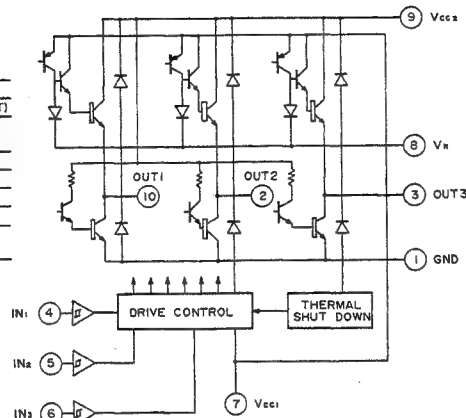 9 Vcc2
T)
8 VR
OUT1
OUT2
10
2
3 OUT3
1 GND
IN1 4
DRIVE CONTROL
THERMAL
SHUT DOWN
IN2 5
7 Vcc1
IN3 6